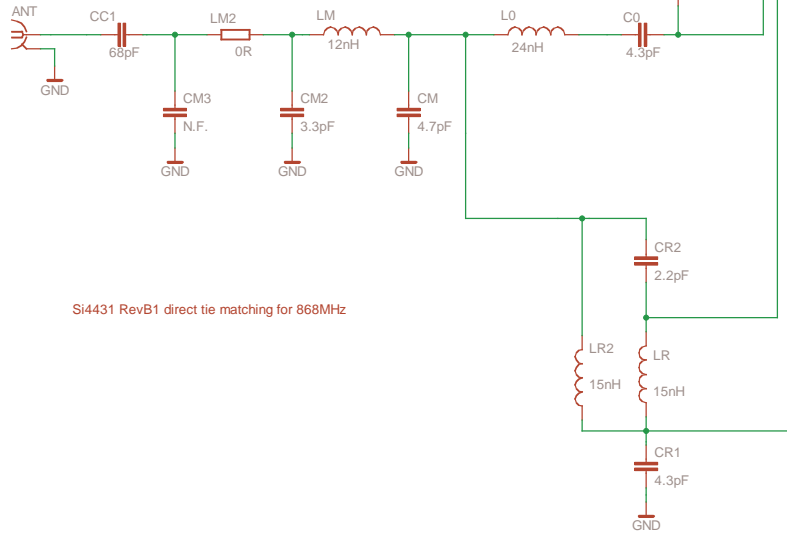 ANT
CC1
68pF
GND
CM3
N.F.
GND
LM2
0R
CM2
3.3pF
GND
LM
12nH
CM
4.7pF
GND
L0
24nH
C0
4.3pF
CR2
2.2pF
Si4431 RevB1 direct tie matching for 868MHz
LR2
15nH
LR
15nH
CR1
4.3pF
GND